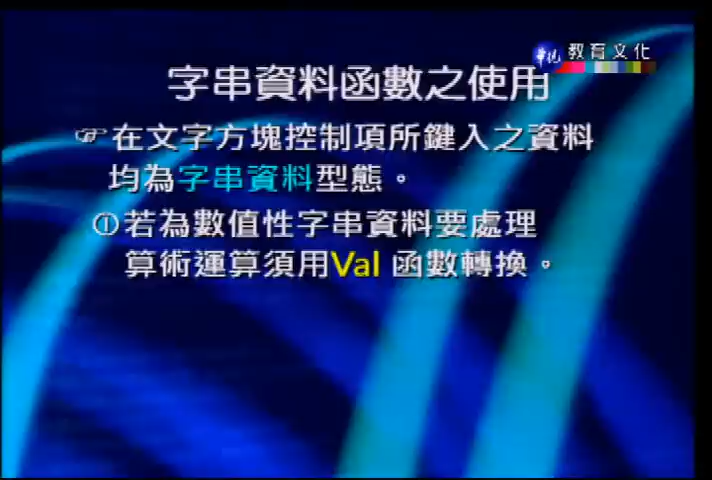 華視 教育文化
字串資料函數之使用
☞在文字方塊控制項所鍵入之資料
均為字串資料型態。
①若為數值性字串資料要處理
算術運算須用Val 函數轉換。